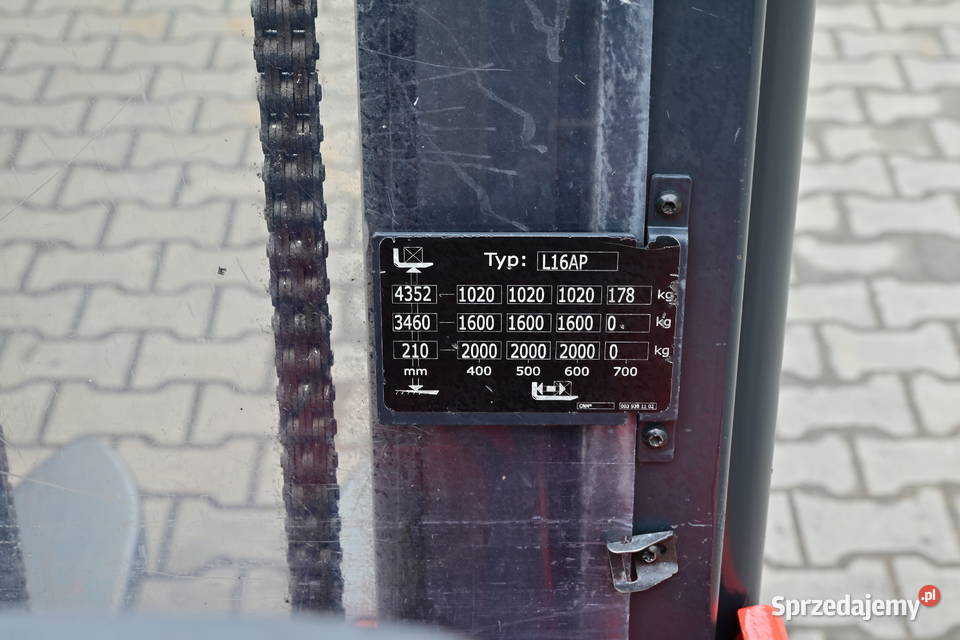 Typ: L16AP
4352 1020 1020 1020 178 kg
3460 1600 1600 1600 0 kg
210 2000 2000 2000 0 kg
mm 400 500 600 700
Sprzedajemy.pl